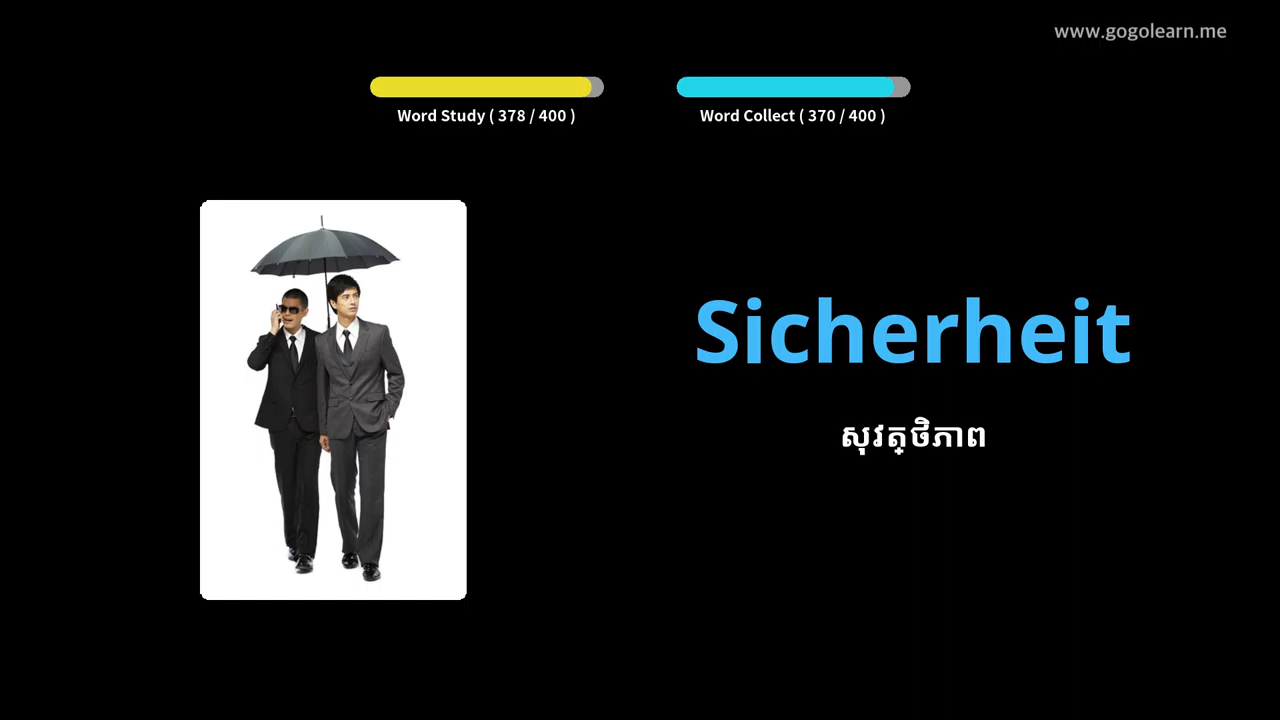 www.gogolearn.me
Word Study ( 378 / 400 )
Word Collect ( 370 / 400 )
Sicherheit
សុវត្ថិភាព